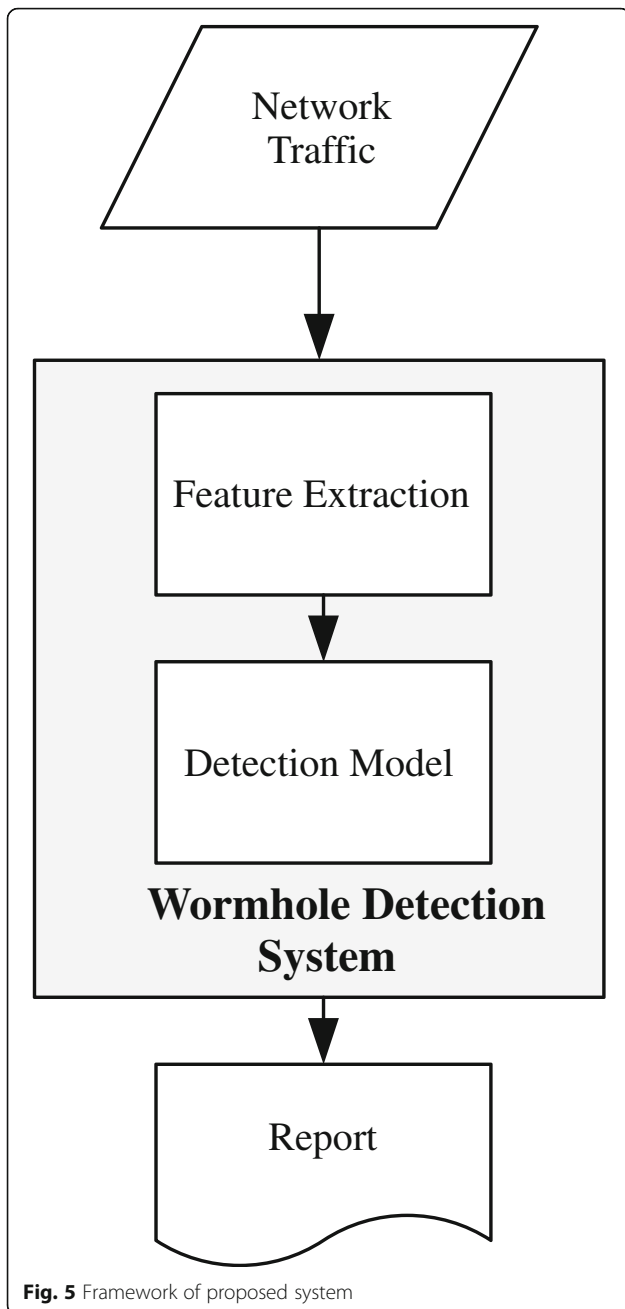 Network
Traffic
Feature Extraction
Detection Model
Wormhole Detection
System
Report
Fig. 5 Framework of proposed system